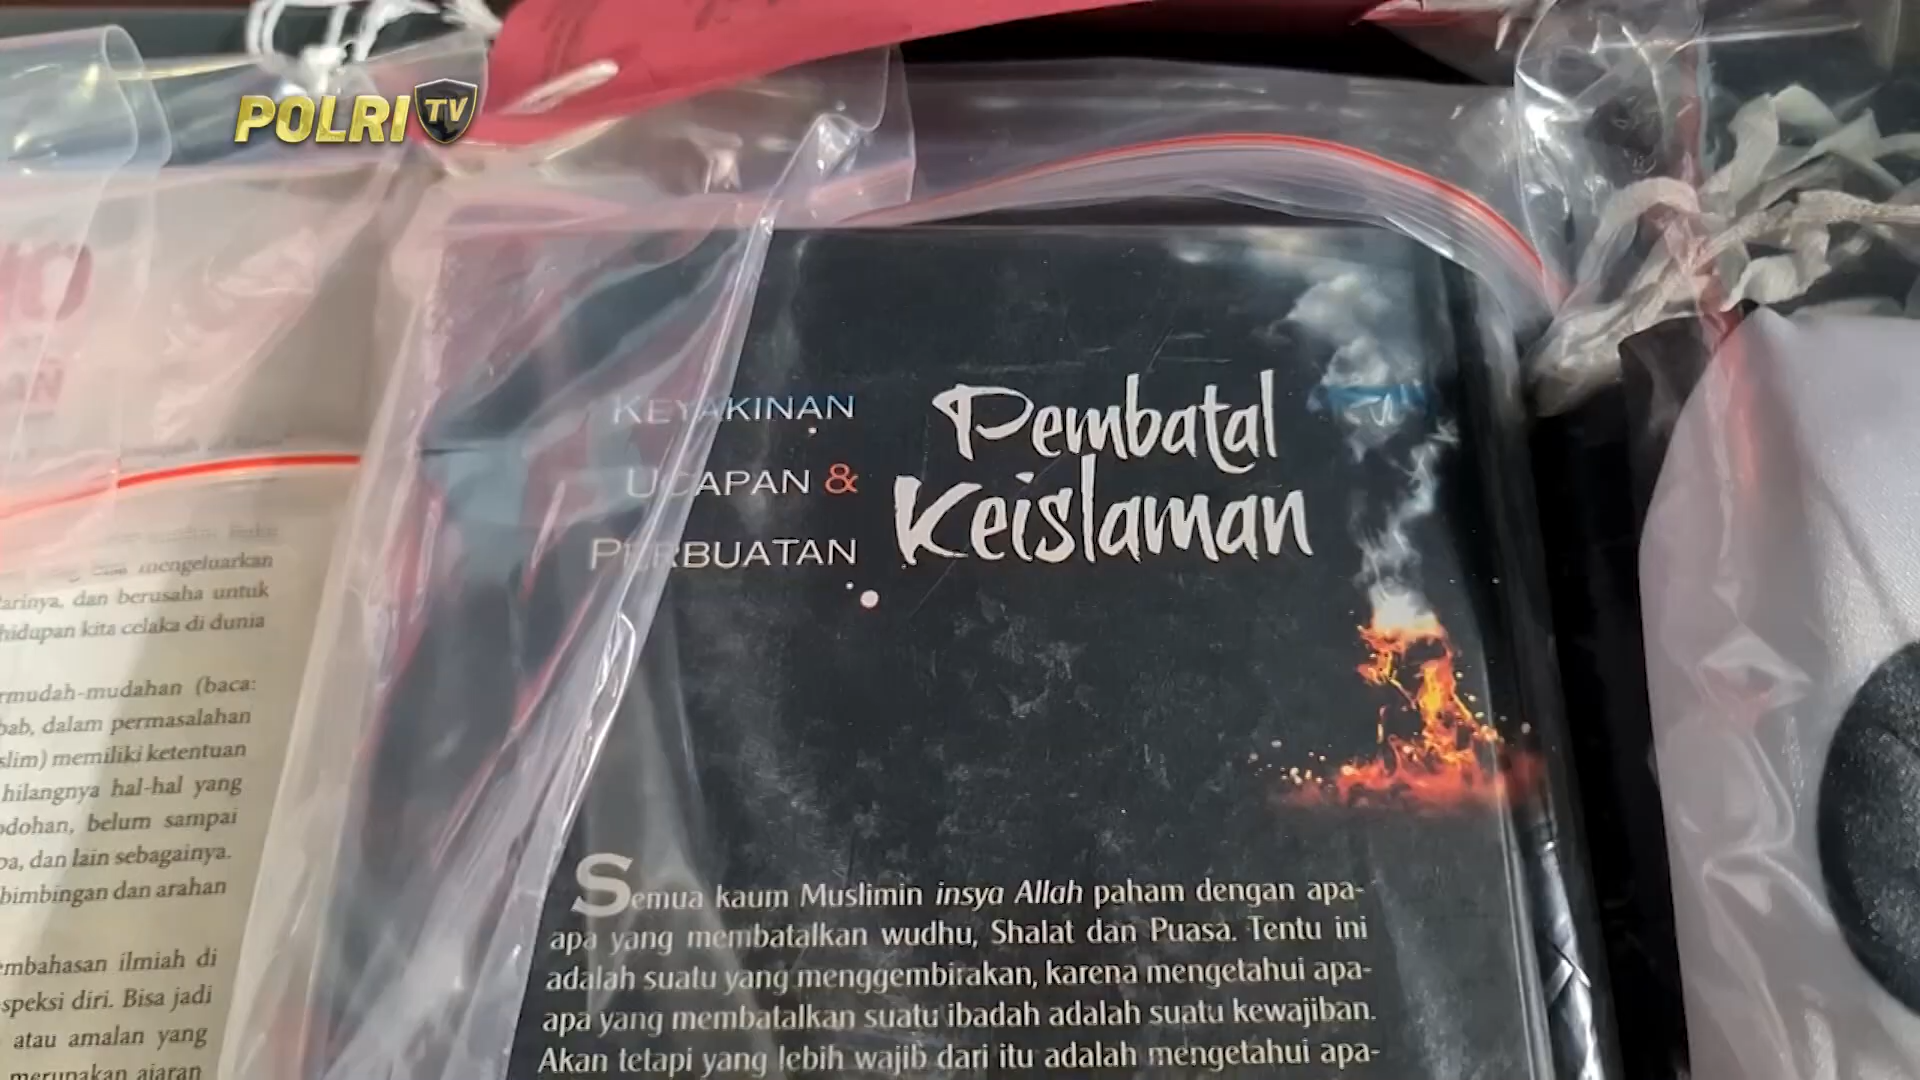 POLRI TV
KEYAKINAN
UCAPAN &
PERBUATAN
Pembatal
Keislaman
Semua kaum Muslimin insya Allah paham dengan apa-
apa yang membatalkan wudhu, Shalat dan Puasa. Tentu ini
adalah suatu yang menggembirakan, karena mengetahui apa-
apa yang membatalkan suatu ibadah adalah suatu kewajiban.
Akan tetapi yang lebih wajib dari itu adalah mengetahui apa-
mengeluarkan
dan berusaha untuk
hidupan kita celaka di dunia
rmudah-mudahan (baca:
bab, dalam permasalahan
slim) memiliki ketentuan
hilangnya hal-hal yang
odohan, belum sampai
pa, dan lain sebagainya.
bimbingan dan arahan
embahasan ilmiah di
speksi diri. Bisa jadi
atau amalan yang
merupakan ajaran